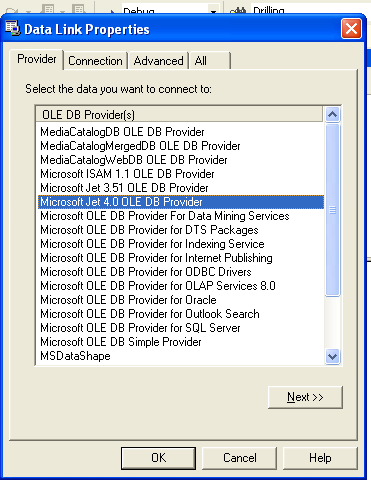 Debug
Drilling
Data Link Properties
Provider
Connection
Advanced
All
Select the data you want to connect to:
OLE DB Provider(s)
MediaCatalogDB OLE DB Provider
MediaCatalogMergedDB OLE DB Provider
MediaCatalogWebDB OLE DB Provider
Microsoft ISAM 1.1 OLE DB Provider
Microsoft Jet 3.51 OLE DB Provider
Microsoft Jet 4.0 OLE DB Provider
Microsoft OLE DB Provider For Data Mining Services
Microsoft OLE DB Provider for DTS Packages
Microsoft OLE DB Provider for Indexing Service
Microsoft OLE DB Provider for Internet Publishing
Microsoft OLE DB Provider for ODBC Drivers
Microsoft OLE DB Provider for OLAP Services 8.0
Microsoft OLE DB Provider for Oracle
Microsoft OLE DB Provider for Outlook Search
Microsoft OLE DB Provider for SQL Server
Microsoft OLE DB Simple Provider
MSDataShape
Next >>
OK
Cancel
Help